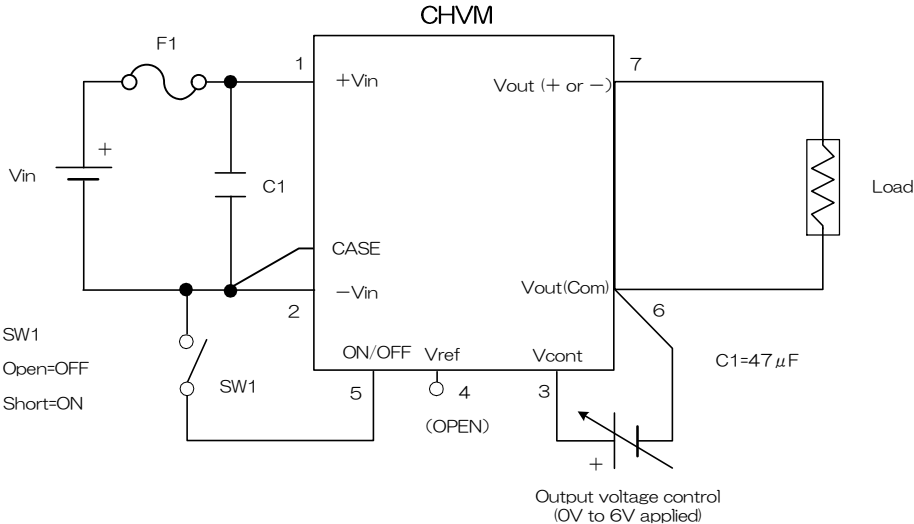 CHVM
F1
1
+Vin
Vout (+ or −)
7
+
Vin
C1
Load
CASE
−Vin
2
Vout(Com)
6
SW1
Open=OFF
Short=ON
SW1
ON/OFF
Vref
Vcont
5
4
3
(OPEN)
C1=47μF
+
Output voltage control
(0V to 6V applied)